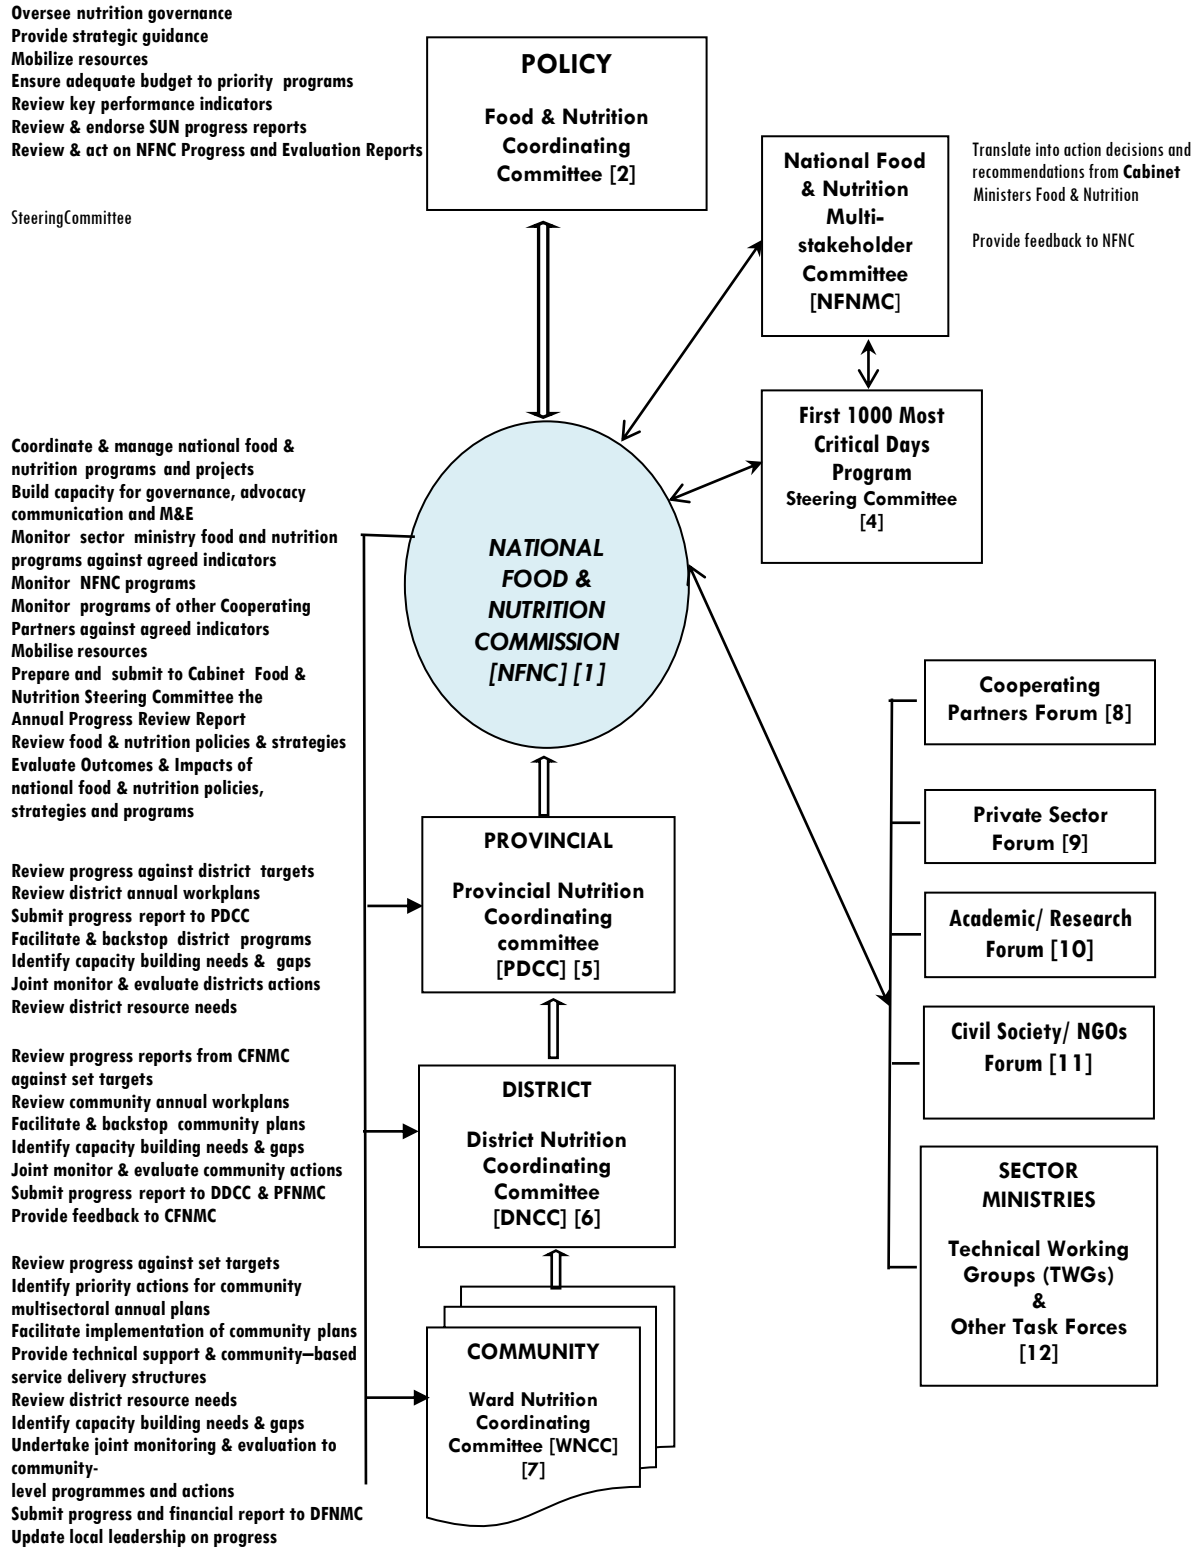 Oversee nutrition governance
Provide strategic guidance
Mobilize resources
Ensure adequate budget to priority programs
Review key performance indicators
Review & endorse SUN progress reports
Review & act on NFNC Progress and Evaluation Reports
SteeringCommittee
POLICY
Food & Nutrition
Coordinating
Committee [2]
National Food
& Nutrition
Multi-
stakeholder
Committee
[NFNMC]
Translate into action decisions and
recommendations from Cabinet
Ministers Food & Nutrition
Provide feedback to NFNC
First 1000 Most
Critical Days
Program
Steering Committee
[4]
Coordinate & manage national food &
nutrition programs and projects
Build capacity for governance, advocacy
communication and M&E
Monitor sector ministry food and nutrition
programs against agreed indicators
Monitor NFNC programs
Monitor programs of other Cooperating
Partners against agreed indicators
Mobilise resources
Prepare and submit to Cabinet Food &
Nutrition Steering Committee the
Annual Progress Review Report
Review food & nutrition policies & strategies
Evaluate Outcomes & Impacts of
national food & nutrition policies,
strategies and programs
NATIONAL
FOOD &
NUTRITION
COMMISSION
[NFNC] [1]
Cooperating
Partners Forum [8]
Private Sector
Forum [9]
Academic/ Research
Forum [10]
Civil Society/ NGOs
Forum [11]
SECTOR
MINISTRIES
Technical Working
Groups (TWGs)
&
Other Task Forces
[12]
Review progress against district targets
Review district annual workplans
Submit progress report to PDCC
Facilitate & backstop district programs
Identify capacity building needs & gaps
Joint monitor & evaluate districts actions
Review district resource needs
PROVINCIAL
Provincial Nutrition
Coordinating
committee
[PDCC] [5]
Review progress reports from CFNMC
against set targets
Review community annual workplans
Facilitate & backstop community plans
Identify capacity building needs & gaps
Joint monitor & evaluate community actions
Submit progress report to DDCC & PFNMC
Provide feedback to CFNMC
DISTRICT
District Nutrition
Coordinating
Committee
[DNCC] [6]
Review progress against set targets
Identify priority actions for community
multisectoral annual plans
Facilitate implementation of community plans
Provide technical support & community–based
service delivery structures
Review district resource needs
Identify capacity building needs & gaps
Undertake joint monitoring & evaluation to
community-
level programmes and actions
Submit progress and financial report to DFNMC
Update local leadership on progress
COMMUNITY
Ward Nutrition
Coordinating
Committee [WNCC]
[7]